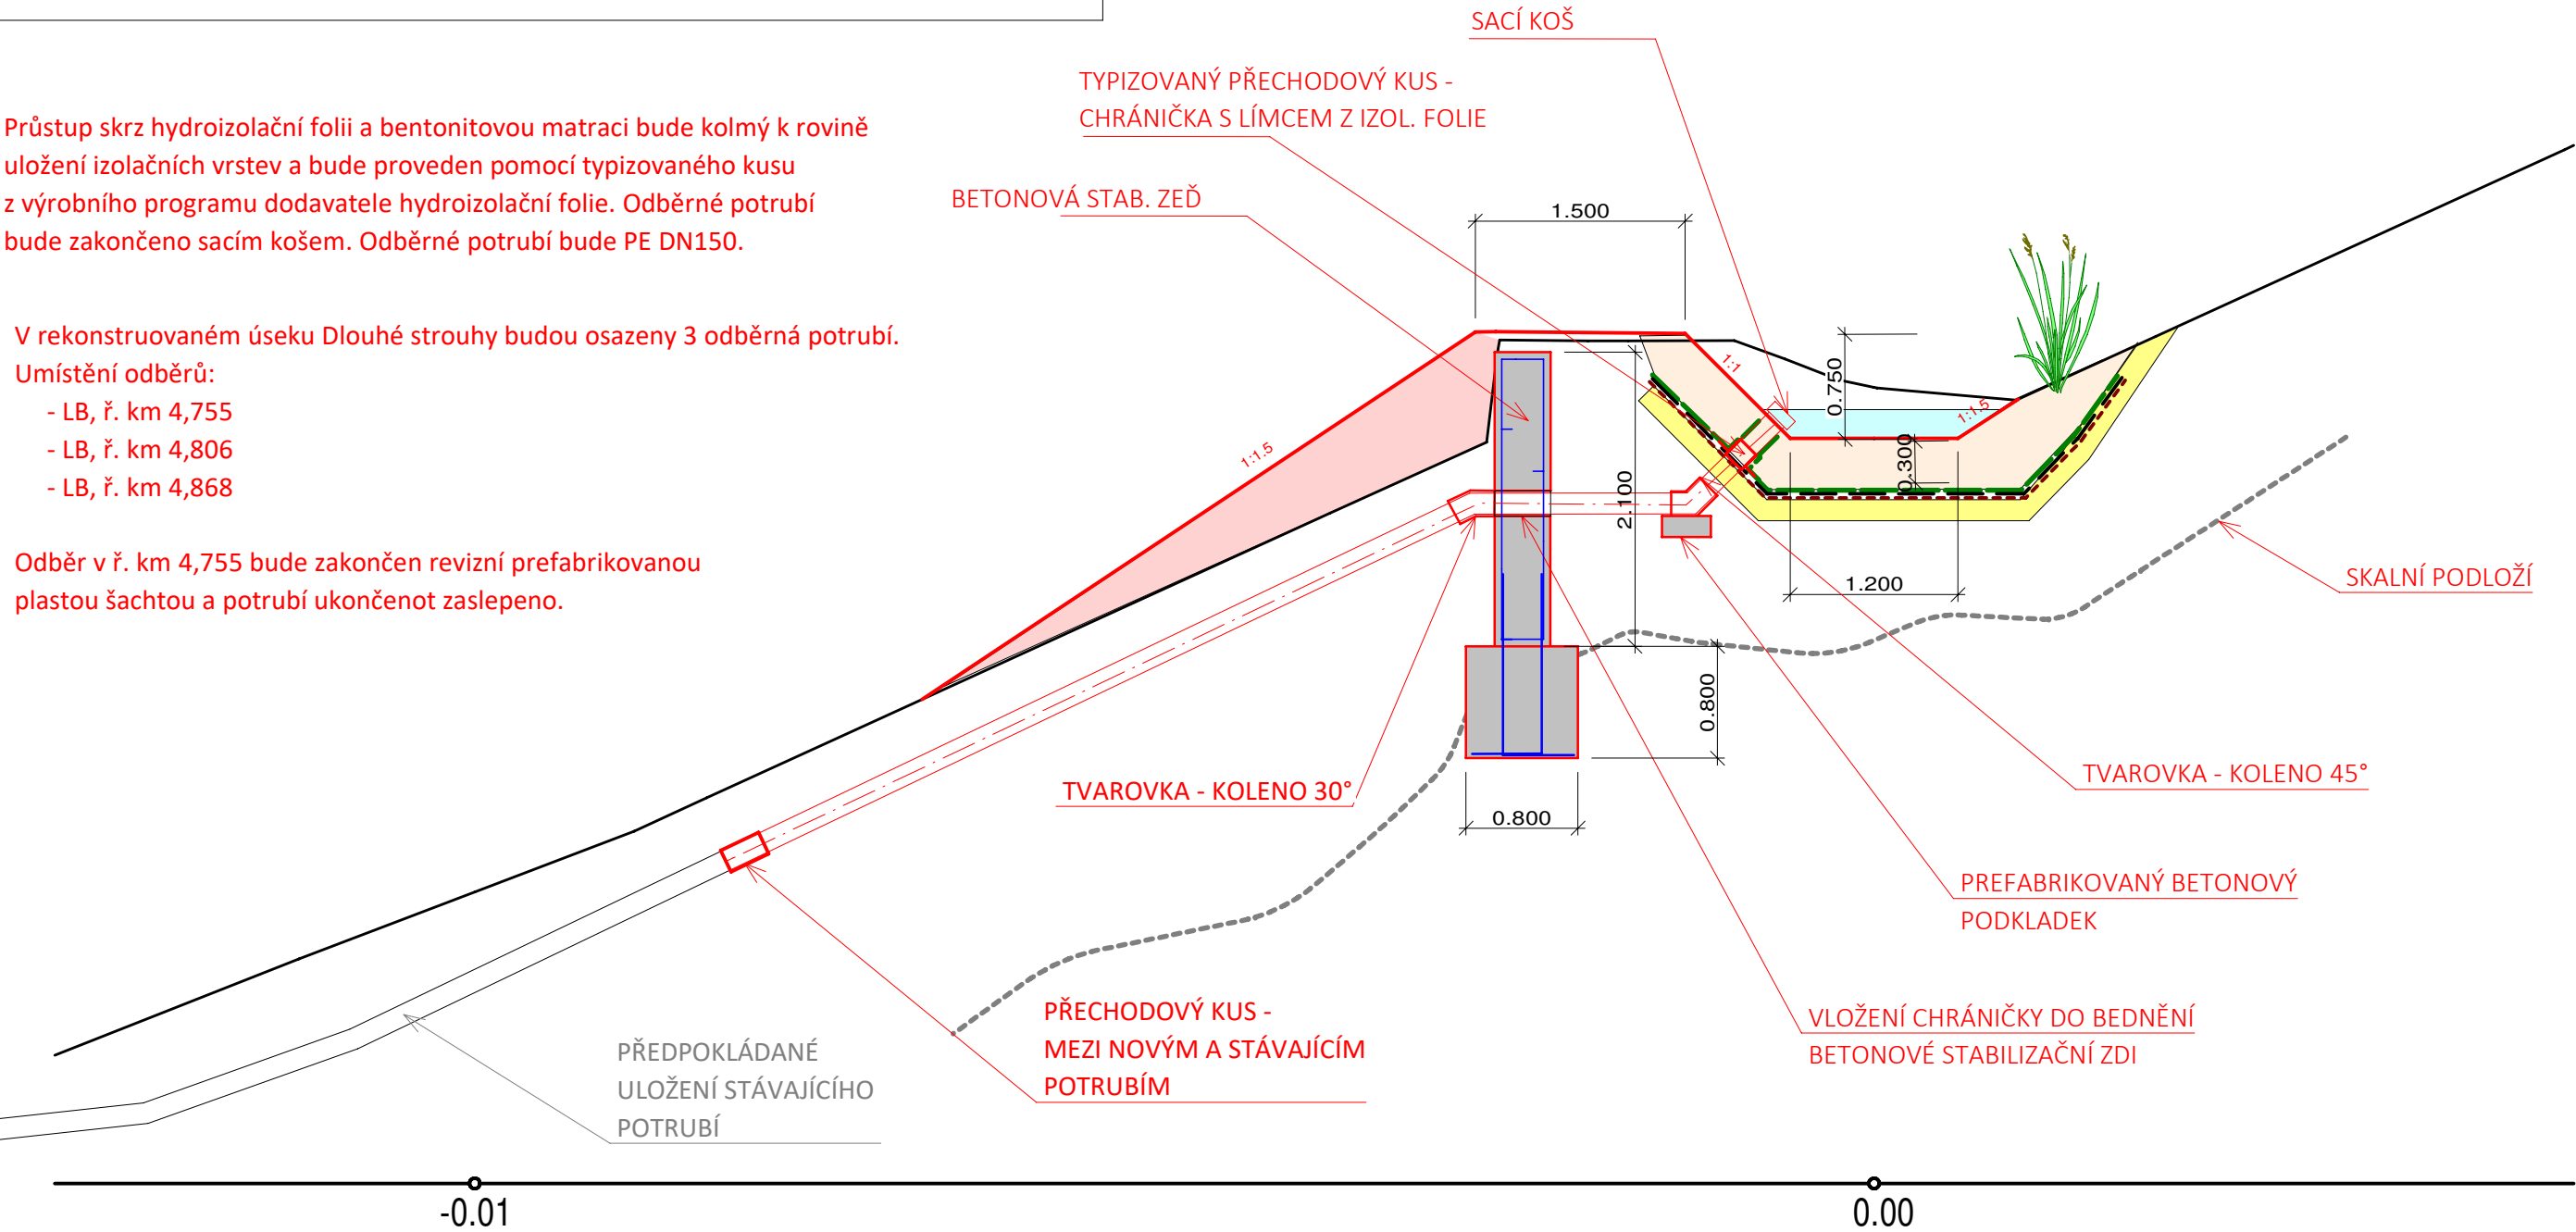 SACÍ KOŠ
TYPIZOVANÝ PŘECHODOVÝ KUS -
CHRÁNIČKA S LÍMCEM Z IZOL. FOLIE
BETONOVÁ STAB. ZEĎ
Průstup skrz hydroizolační folii a bentonitovou matraci bude kolmý k rovině
uložení izolačních vrstev a bude proveden pomocí typizovaného kusu
z výrobního programu dodavatele hydroizolační folie. Odběrné potrubí
bude zakončeno sacím košem. Odběrné potrubí bude PE DN150.
V rekonstruovaném úseku Dlouhé strouhy budou osazeny 3 odběrná potrubí.
Umístění odběrů:
- LB, ř. km 4,755
- LB, ř. km 4,806
- LB, ř. km 4,868
Odběr v ř. km 4,755 bude zakončen revizní prefabrikovanou
plastou šachtou a potrubí ukončenot zaslepeno.
1.500
1:1
0.750
1:1.5
0.300
1:1.5
2.100
1.200
0.800
0.800
SKALNÍ PODLOŽÍ
TVAROVKA - KOLENO 30°
TVAROVKA - KOLENO 45°
PREFABRIKOVANÝ BETONOVÝ
PODKLADEK
VLOŽENÍ CHRÁNIČKY DO BEDNĚNÍ
BETONOVÉ STABILIZAČNÍ ZDI
PŘECHODOVÝ KUS -
MEZI NOVÝM A STÁVAJÍCÍM
POTRUBÍM
PŘEDPOKLÁDANÉ
ULOŽENÍ STÁVAJÍCÍHO
POTRUBÍ
-0.01
0.00